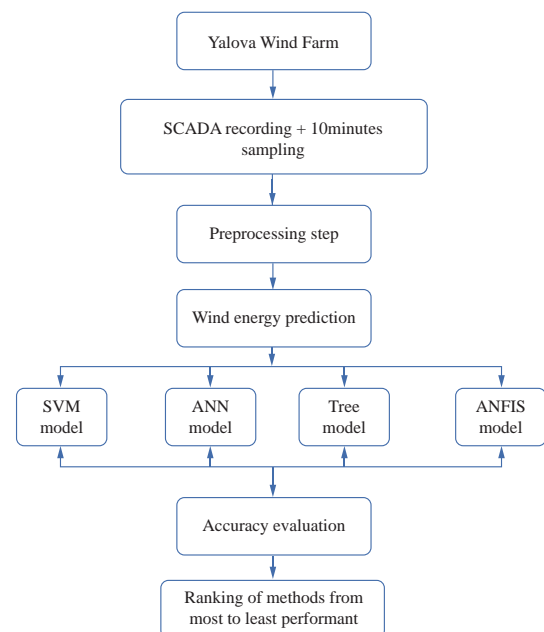 Yalova Wind Farm
SCADA recording + 10minutes
sampling
Preprocessing step
Wind energy prediction
SVM
model
ANN
model
Tree
model
ANFIS
model
Accuracy evaluation
Ranking of methods from
most to least performant